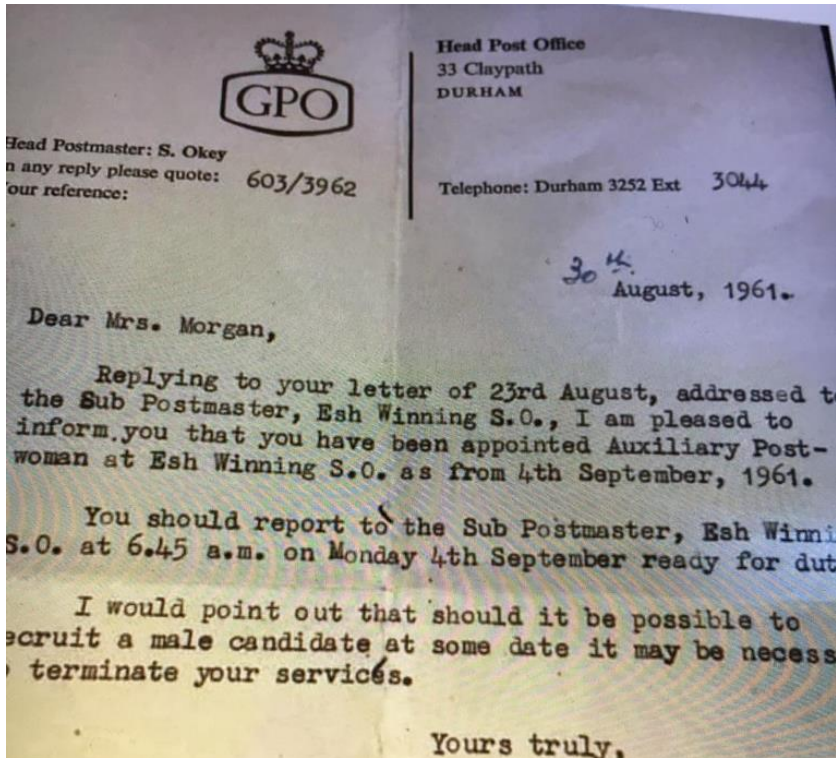 GPO
Head Post Office
33 Claypath
DURHAM
Head Postmaster: S. Okey
n any reply please quote: 603/3962
our reference:
Telephone: Durham 3252 Ext 3044
30th August, 1961.
Dear Mrs. Morgan,
Replying to your letter of 23rd August, addressed to
the Sub Postmaster, Esh Winning S.O., I am pleased to
inform you that you have been appointed Auxiliary Post-
woman at Esh Winning S.O. as from 4th September, 1961.
You should report to the Sub Postmaster, Esh Winni
S.O. at 6.45 a.m. on Monday 4th September ready for dut
I would point out that should it be possible to
ecruit a male candidate at some date it may be necess
terminate your services.
Yours truly,